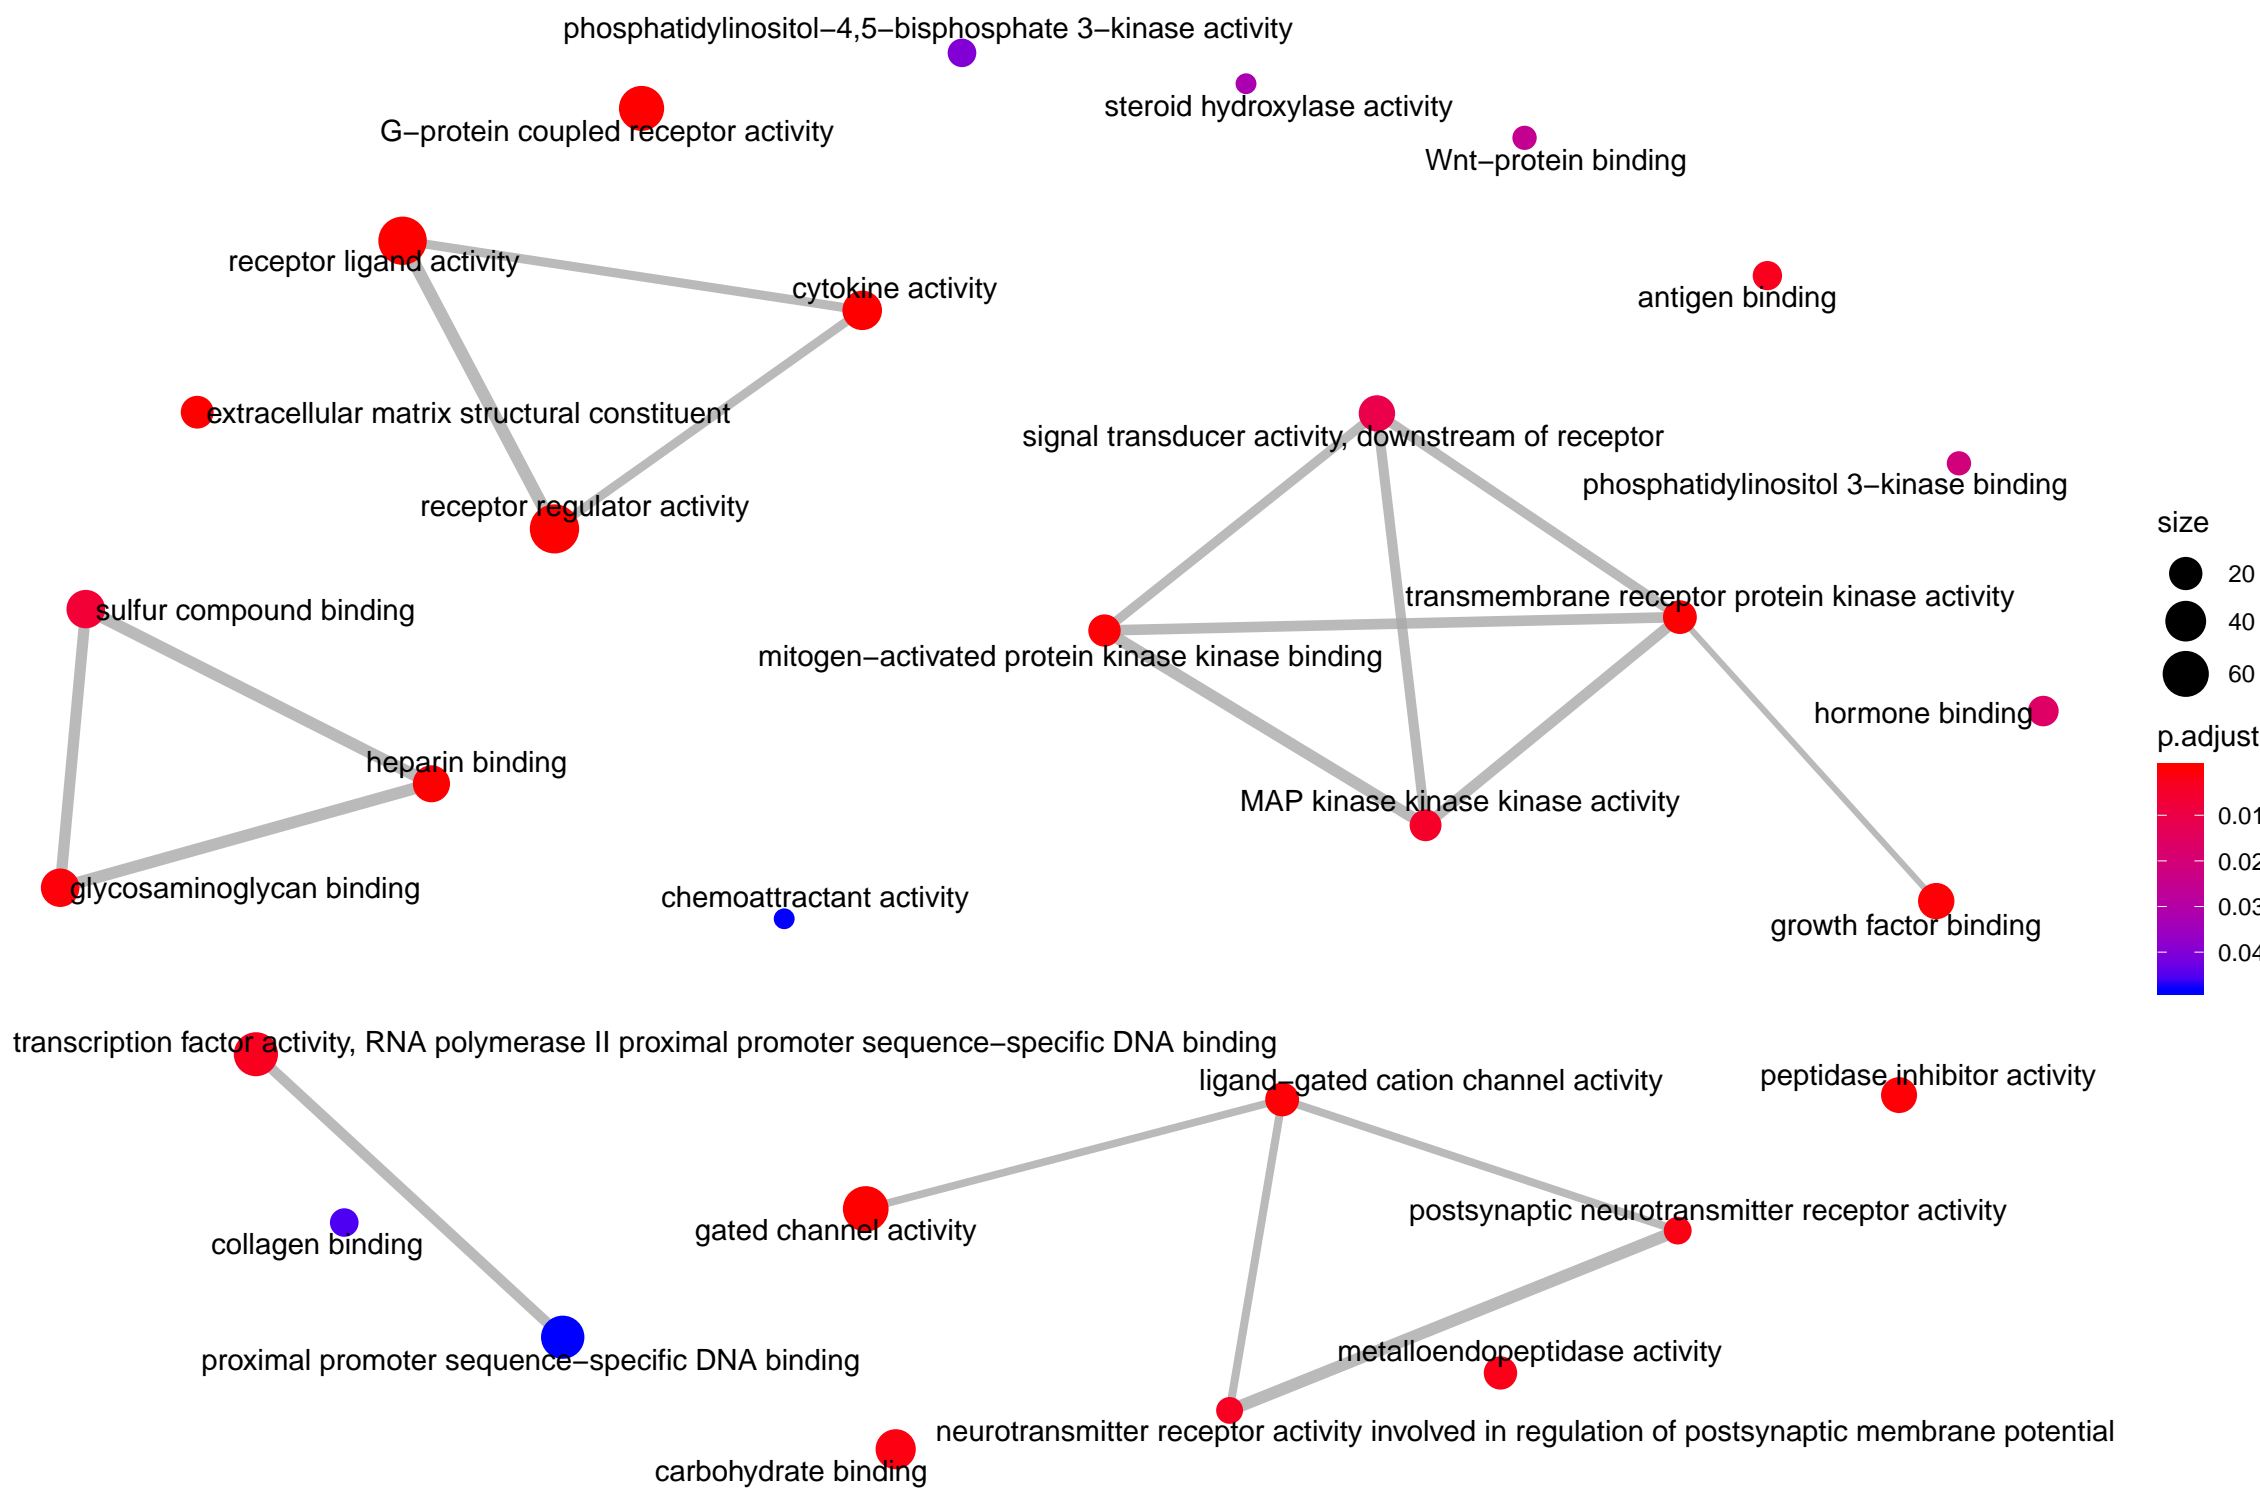 phosphatidylinositol−4,5−bisphosphate 3−kinase activity
steroid hydroxylase activity
G−protein coupled receptor activity
Wnt−protein binding
receptor ligand activity
cytokine activity
antigen binding
extracellular matrix structural constituent
signal transducer activity, downstream of receptor
phosphatidylinositol 3−kinase binding
receptor regulator activity
size
20
40
60
transmembrane receptor protein kinase activity
sulfur compound binding
mitogen−activated protein kinase kinase binding
hormone binding
p.adjust
0.01
0.02
0.03
0.04
heparin binding
MAP kinase kinase kinase activity
glycosaminoglycan binding
chemoattractant activity
growth factor binding
transcription factor activity, RNA polymerase II proximal promoter sequence−specific DNA binding
ligand−gated cation channel activity
peptidase inhibitor activity
postsynaptic neurotransmitter receptor activity
gated channel activity
collagen binding
metalloendopeptidase activity
proximal promoter sequence−specific DNA binding
neurotransmitter receptor activity involved in regulation of postsynaptic membrane potential
carbohydrate binding